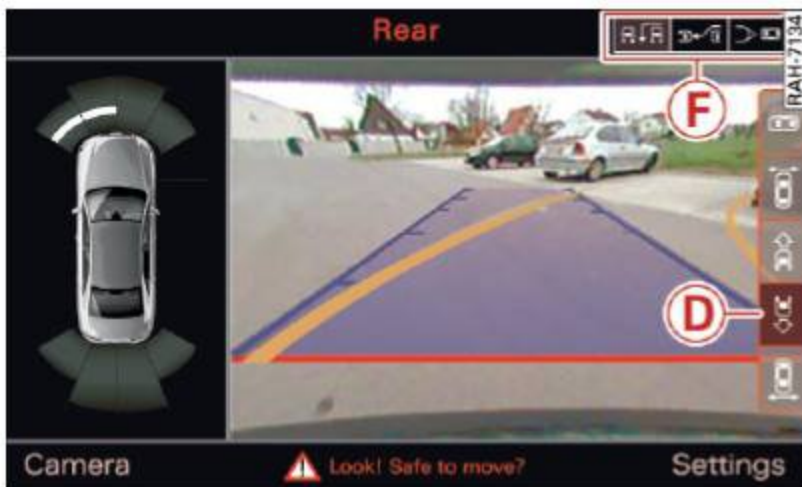 Rear
RAH-7134
F
D
Camera
Look! Safe to move?
Settings